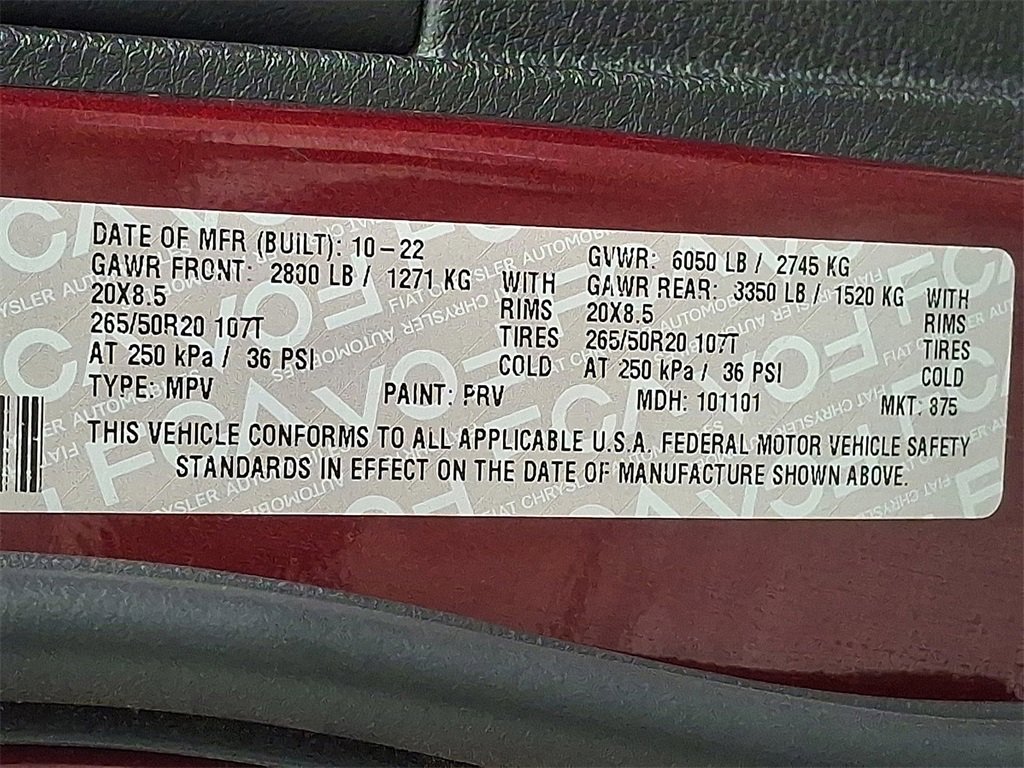 DATE OF MFR (BUILT): 10-22
GVWR: 6050 LB / 2745 KG
GAWR FRONT: 2800 LB / 1271 KG WITH
GAWR REAR: 3350 LB / 1520 KG WITH
20X8.5 RIMS
20X8.5 RIMS
265/50R20 107T TIRES
265/50R20 107T TIRES
AT 250 kPa / 36 PSI COLD
AT 250 kPa / 36 PSI COLD
TYPE: MPV PAINT: PRV MDH: 101101 MKT: 875
THIS VEHICLE CONFORMS TO ALL APPLICABLE U.S.A. FEDERAL MOTOR VEHICLE SAFETY
STANDARDS IN EFFECT ON THE DATE OF MANUFACTURE SHOWN ABOVE.